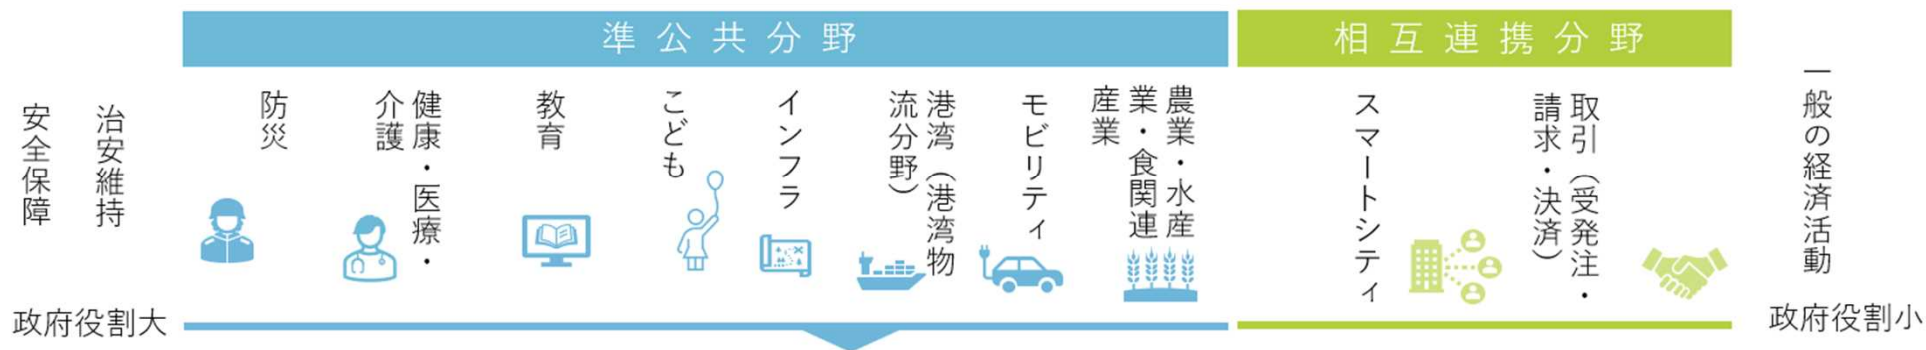 準公共分野
相互連携分野
安全保障
治安維持
防災
健康・医療・
介護
教育
こども
インフラ
港湾（港湾物
流分野）
モビリティ
農業・水産
業・食関連
産業
スマートシティ
取引（受発注・
請求・決済）
一般の経済活動
政府役割大
政府役割小